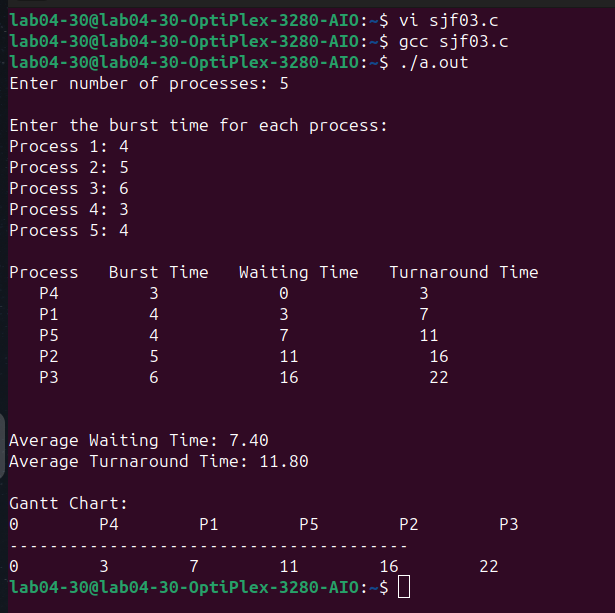 lab04-30@lab04-30-OptiPlex-3280-AIO:~$ vi sjf03.c
lab04-30@lab04-30-OptiPlex-3280-AIO:~$ gcc sjf03.c
lab04-30@lab04-30-OptiPlex-3280-AIO:~$ ./a.out
Enter number of processes: 5
Enter the burst time for each process:
Process 1: 4
Process 2: 5
Process 3: 6
Process 4: 3
Process 5: 4
Process   Burst Time   Waiting Time   Turnaround Time
   P4         3            0             3
   P1         4            3             7
   P5         4            7             11
   P2         5            11             16
   P3         6            16             22
Average Waiting Time: 7.40
Average Turnaround Time: 11.80
Gantt Chart:
0        P4        P1        P5        P2        P3
----------------------------------------
0        3        7        11        16        22
lab04-30@lab04-30-OptiPlex-3280-AIO:~$